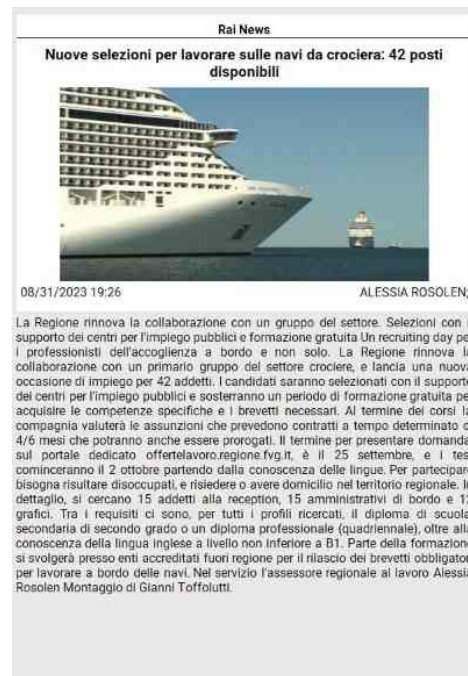 Rai News
Nuove selezioni per lavorare sulle navi da crociera: 42 posti
disponibili
08/31/2023 19:26
ALESSIA ROSOLEN;
La Regione rinnova la collaborazione con un gruppo del settore. Selezioni con
supporto dei centri per l'impiego pubblici e formazione gratuita Un recruiting day pe
i professionisti dell'accoglienza a bordo e non solo. La Regione rinnova l
collaborazione con un primario gruppo del settore crociere, e lancia una nuov
occasione di impiego per 42 addetti. I candidati saranno selezionati con il supporto
dei centri per l'impiego pubblici e sosterranno un periodo di formazione gratuita pe
acquisire le competenze specifiche e i brevetti necessari. Al termine dei corsi la
compagnia valuterà le assunzioni che prevedono contratti a tempo determinato d
4/6 mesi che potranno anche essere prorogati. Il termine per presentare domanda
sul portale dedicato offertelavoro.regione.fvg.it, è il 25 settembre, e i tes
cominceranno il 2 ottobre partendo dalla conoscenza delle lingue. Per partecipar
bisogna risultare disoccupati, e risiedere o avere domicilio nel territorio regionale. I
dettaglio, si cercano 15 addetti alla reception, 15 amministrativi di bordo e 12
grafici. Tra i requisiti ci sono, per tutti i profili ricercati, il diploma di scuola
secondaria di secondo grado o un diploma professionale (quadriennale), oltre alla
conoscenza della lingua inglese a livello non inferiore a B1. Parte della formazione
si svolgerà presso enti accreditati fuori regione per il rilascio dei brevetti obbligator
per lavorare a bordo delle navi. Nel servizio l'assessore regionale al lavoro Alessia
Rosolen Montaggio di Gianni Toffolutti.